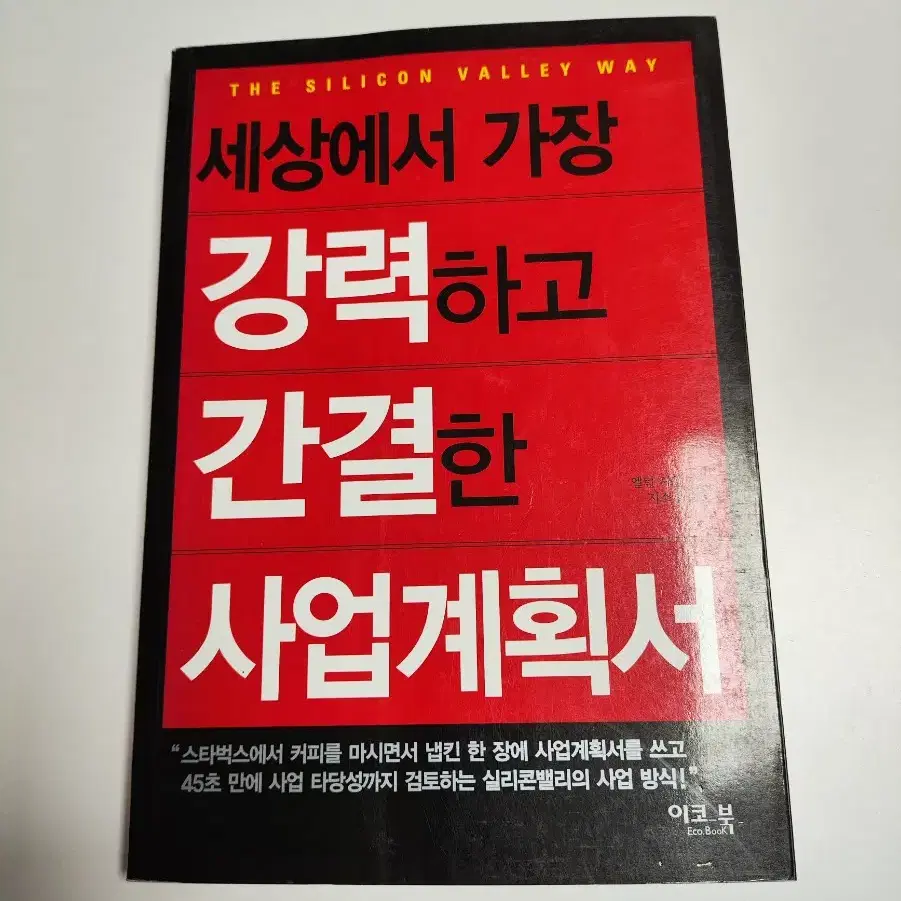 THE SILICON VALLEY WAY
세상에서 가장
강력하고
간결한
사업계획서
“스타벅스에서 커피를 마시면서 냅킨 한 장에 사업계획서를 쓰고
45초 만에 사업 타당성까지 검토하는 실리콘밸리의 사업 방식!”
이코_북_
Eco.BooK